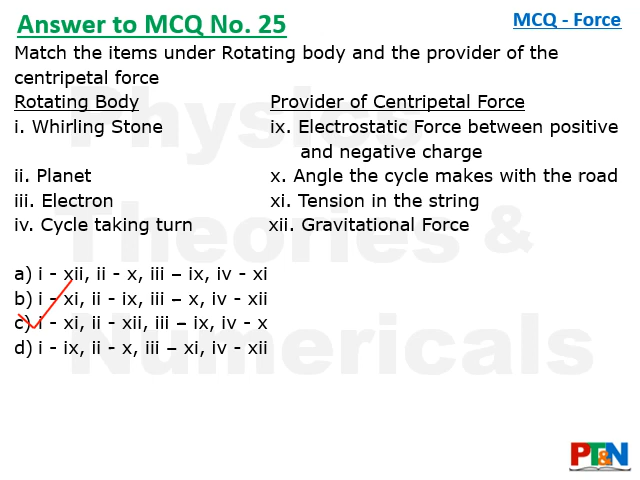 Answer to MCQ No. 25
MCQ - Force
Match the items under Rotating body and the provider of the
centripetal force
Rotating Body Provider of Centripetal Force
i. Whirling Stone ix. Electrostatic Force between positive
and negative charge
ii. Planet x. Angle the cycle makes with the road
iii. Electron xi. Tension in the string
iv. Cycle taking turn xii. Gravitational Force
a) i - xii, ii - x, iii – ix, iv - xi
b) i - xi, ii - ix, iii – x, iv - xii
c) i - xi, ii - xii, iii – ix, iv - x
d) i - ix, ii - x, iii – xi, iv - xii
Physics
Theories &
Numericals
PT&N